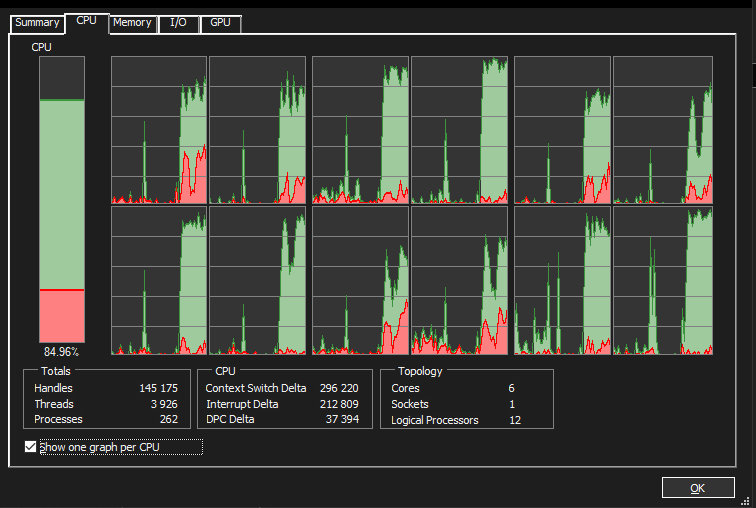 Summary CPU Memory I/O GPU
CPU
84.96%
Totals
Handles 145 175
Threads 3 926
Processes 262
CPU
Context Switch Delta 296 220
Interrupt Delta 212 809
DPC Delta 37 394
Topology
Cores 6
Sockets 1
Logical Processors 12
Show one graph per CPU
OK